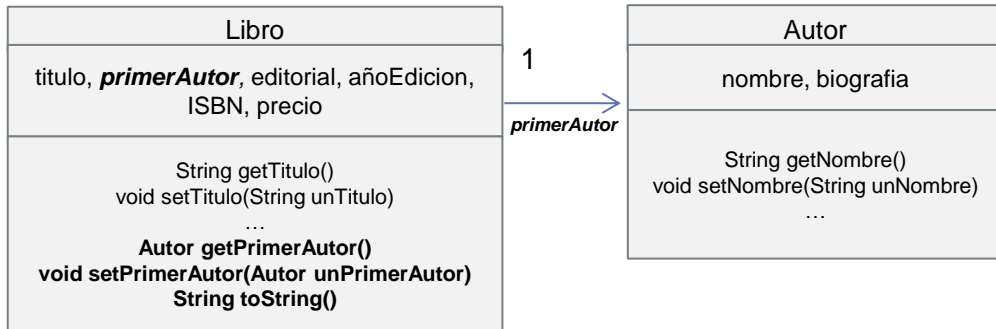 Libro
titulo, primerAutor, editorial, añoEdicion,
ISBN, precio
String getTitulo()
void setTitulo(String unTitulo)
…
Autor getPrimerAutor()
void setPrimerAutor(Autor unPrimerAutor)
String toString()
1
primerAutor
Autor
nombre, biografia
String getNombre()
void setNombre(String unNombre)
…